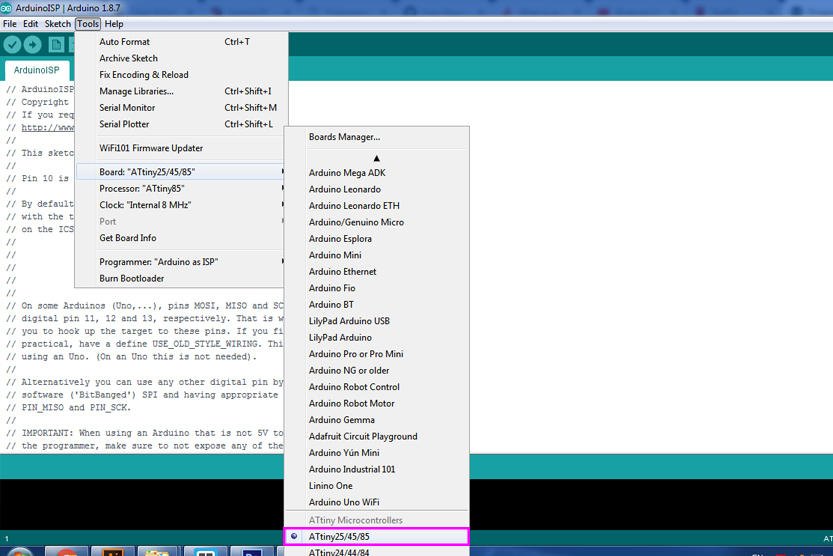 ArduinoISP | Arduino 1.8.7
File Edit Sketch Tools Help
Auto Format Ctrl+T
Archive Sketch
Fix Encoding & Reload
Manage Libraries... Ctrl+Shift+I
Serial Monitor Ctrl+Shift+M
Serial Plotter Ctrl+Shift+L
WiFi101 Firmware Updater
Board: "ATtiny25/45/85"
Processor: "ATtiny85"
Clock: "Internal 8 MHz"
Port
Get Board Info
Programmer: "Arduino as ISP"
Burn Bootloader
Boards Manager...
Arduino Mega ADK
Arduino Leonardo
Arduino Leonardo ETH
Arduino/Genuino Micro
Arduino Esplora
Arduino Mini
Arduino Ethernet
Arduino Fio
Arduino BT
LilyPad Arduino USB
LilyPad Arduino
Arduino Pro or Pro Mini
Arduino NG or older
Arduino Robot Control
Arduino Robot Motor
Arduino Gemma
Adafruit Circuit Playground
Arduino Yún Mini
Arduino Industrial 101
Linino One
Arduino Uno WiFi
ATtiny Microcontrollers
ATtiny25/45/85
ATtiny24/44/84
ArduinoISP
// ArduinoISP
// Copyright
// If you req
// http://www
//
// This sketc
//
// Pin 10 is
//
// By default
// with the t
// on the ICS
//
//
//
//
//
// On some Arduinos (Uno,...), pins MOSI, MISO and SC
// digital pin 11, 12 and 13, respectively. That is w
// you to hook up the target to these pins. If you fi
// practical, have a define USE_OLD_STYLE_WIRING. Thi
// using an Uno. (On an Uno this is not needed).
//
// Alternatively you can use any other digital pin by
// software ('BitBanged') SPI and having appropriate
// PIN_MISO and PIN_SCK.
//
// IMPORTANT: When using an Arduino that is not 5V to
// the programmer, make sure to not expose any of the
1
AT